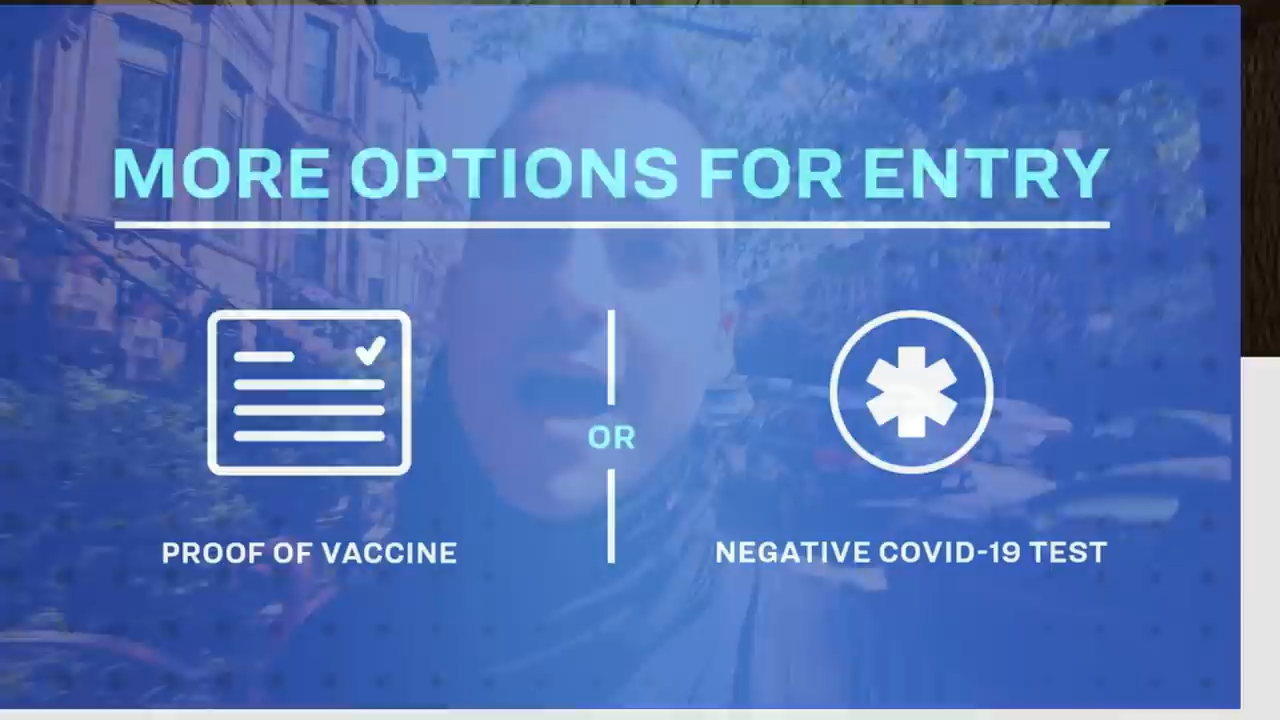 MORE OPTIONS FOR ENTRY
OR
PROOF OF VACCINE
NEGATIVE COVID-19 TEST